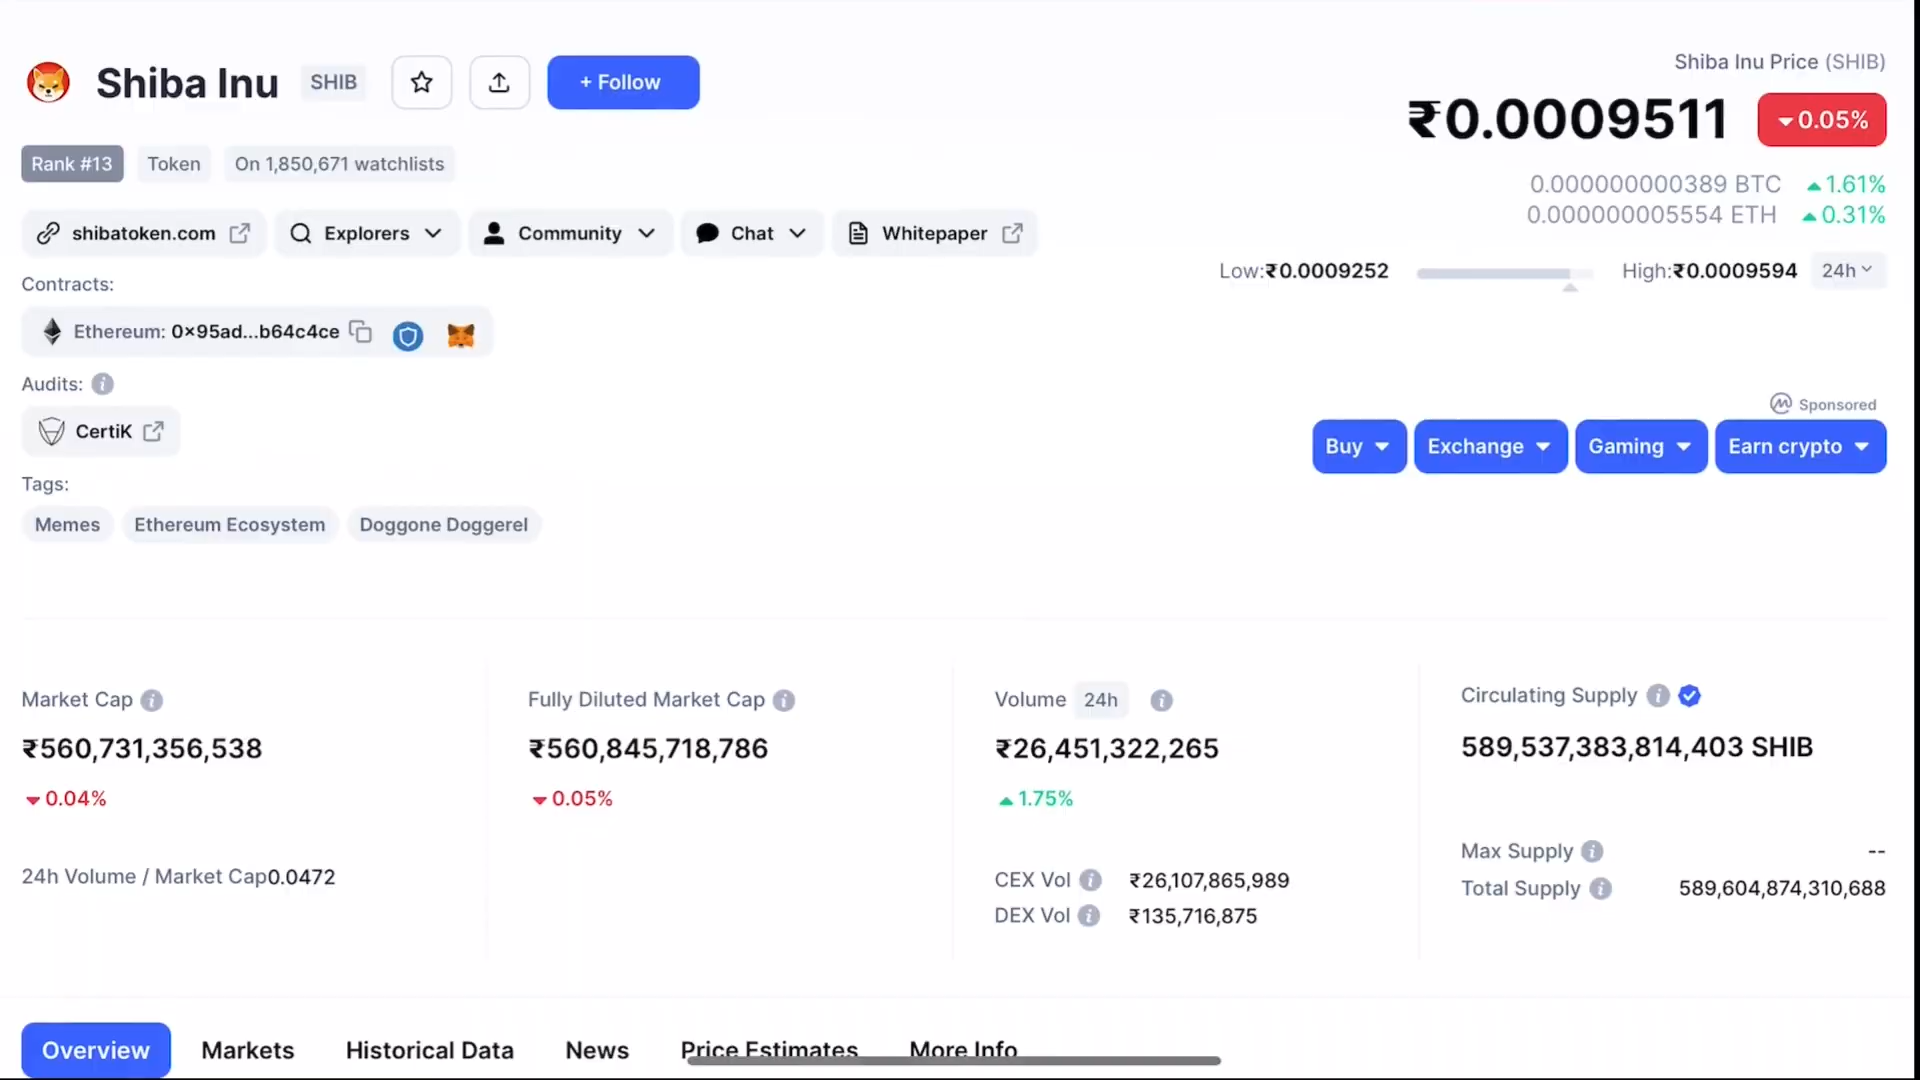 Shiba Inu SHIB + Follow
Rank #13 Token On 1,850,671 watchlists
shibatoken.com Explorers Community Chat Whitepaper
Contracts:
Ethereum: 0×95ad...b64c4ce
Audits:
CertiK
Tags:
Memes Ethereum Ecosystem Doggone Doggerel
Shiba Inu Price (SHIB)
₹0.0009511 0.05%
0.000000000389 BTC 1.61%
0.000000005554 ETH 0.31%
Low:₹0.0009252 High:₹0.0009594 24h
Sponsored
Buy Exchange Gaming Earn crypto
Market Cap
₹560,731,356,538
0.04%
24h Volume / Market Cap0.0472
Fully Diluted Market Cap
₹560,845,718,786
0.05%
Volume 24h
₹26,451,322,265
1.75%
CEX Vol ₹26,107,865,989
DEX Vol ₹135,716,875
Circulating Supply
589,537,383,814,403 SHIB
Max Supply --
Total Supply 589,604,874,310,688
Overview Markets Historical Data News Price Estimates More Info